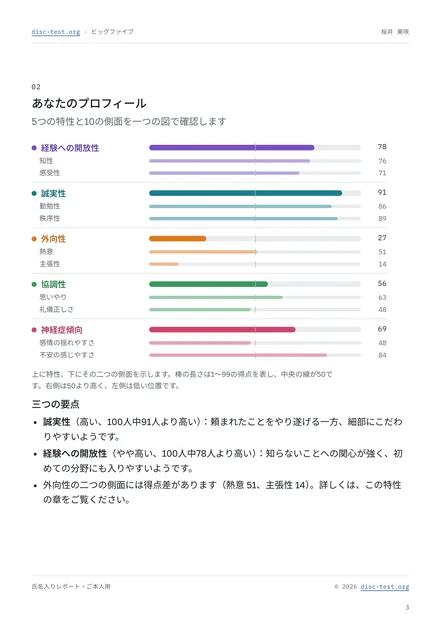 disc-test.org · ビッグファイブ
桜井 美咲
02
あなたのプロフィール
5つの特性と10の側面を一つの図で確認します
経験への開放性 78
知性 76
感受性 71
誠実性 91
勤勉性 86
秩序性 89
外向性 27
熱意 51
主張性 14
協調性 56
思いやり 63
礼儀正しさ 48
神経症傾向 69
感情の揺れやすさ 48
不安の感じやすさ 84
上に特性、下にその二つの側面を示します。棒の長さは1〜99の得点を表し、中央の線が50で
す。右側は50より高く、左側は低い位置です。
三つの要点
• 誠実性（高い、100人中91人より高い）：頼まれたことをやり遂げる一方、細部にこだわ
りやすいようです。
• 経験への開放性（やや高い、100人中78人より高い）：知らないことへの関心が強く、初
めての分野にも入りやすいようです。
• 外向性の二つの側面には得点差があります（熱意 51、主張性 14）。詳しくは、この特性
の章をご覧ください。
氏名入りレポート・ご本人用
© 2026 disc-test.org
3